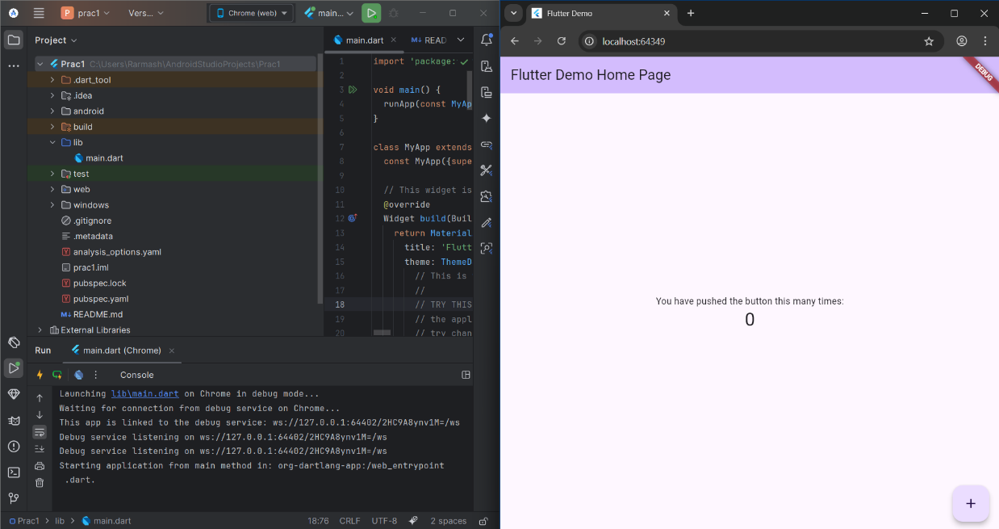 P prac1 Vers... Chrome (web) main....
Flutter Demo
localhost:64349
Project
main.dart
READ
Prac1 C:\Users\Rarmash\AndroidStudioProjects\Prac1
.dart_tool
.idea
android
build
lib
main.dart
test
web
windows
.gitignore
.metadata
analysis_options.yaml
prac1.iml
pubspec.lock
pubspec.yaml
README.md
External Libraries
1 import 'package:
2
3 void main() {
4 runApp(const MyAp
5 }
6
7 class MyApp extends
8 const MyApp({supe
9
10 // This widget is
11 @override
12 Widget build(Buil
13 return Material
14 title: 'Flutt
15 theme: ThemeD
16 // This is
17 //
18 // TRY THIS
19 // the appl
20 // try chan
Run main.dart (Chrome)
Console
Launching lib\main.dart on Chrome in debug mode...
Waiting for connection from debug service on Chrome...
This app is linked to the debug service: ws://127.0.0.1:64402/2HC9A8ynv1M=/ws
Debug service listening on ws://127.0.0.1:64402/2HC9A8ynv1M=/ws
Debug service listening on ws://127.0.0.1:64402/2HC9A8ynv1M=/ws
Starting application from main method in: org-dartlang-app:/web_entrypoint
.dart.
Prac1 > lib > main.dart
18:76 CRLF UTF-8 2 spaces
Flutter Demo Home Page
DEBUG
You have pushed the button this many times:
0
+